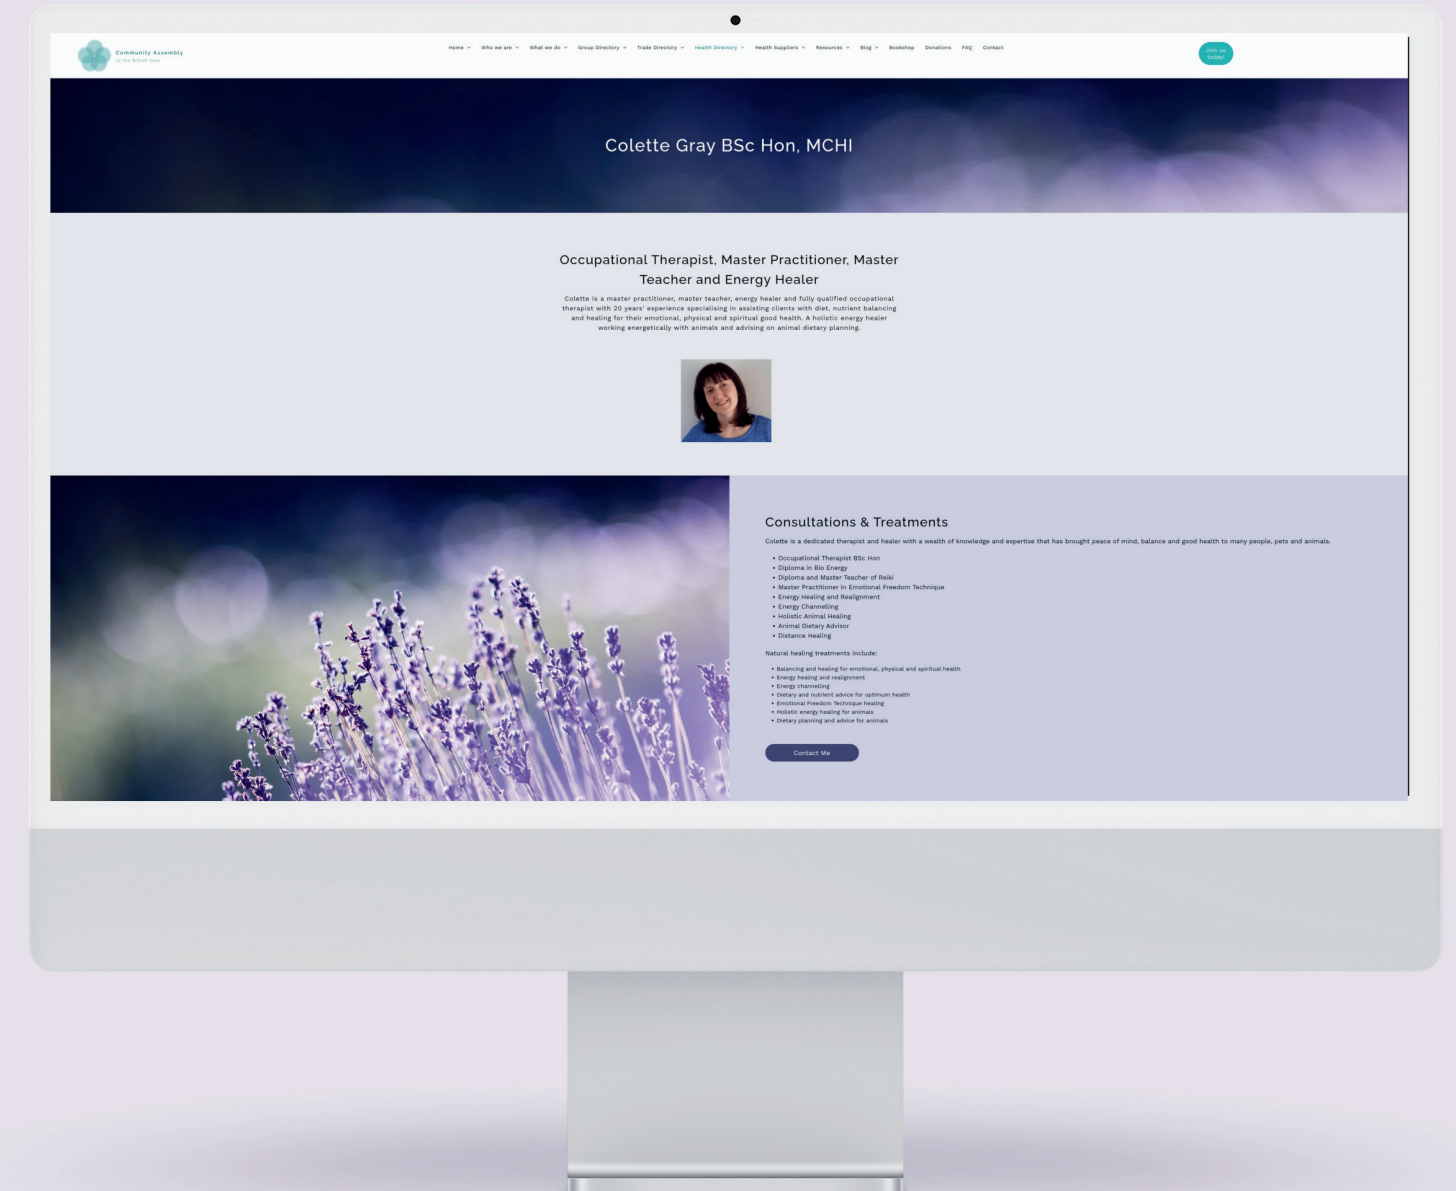 Community Assembly
of the British Isles
Home Who we are What we do Group Directory Trade Directory Health Directory Health Suppliers Resources Blog Bookshop Donations FAQ Contact
Join us
today!
Colette Gray BSc Hon, MCHI
Occupational Therapist, Master Practitioner, Master
Teacher and Energy Healer
Colette is a master practitioner, master teacher, energy healer and fully qualified occupational
therapist with 20 years' experience specialising in assisting clients with diet, nutrient balancing
and healing for their emotional, physical and spiritual good health. A holistic energy healer
working energetically with animals and advising on animal dietary planning.
Consultations & Treatments
Colette is a dedicated therapist and healer with a wealth of knowledge and expertise that has brought peace of mind, balance and good health to many people, pets and animals.
• Occupational Therapist BSc Hon
• Diploma in Bio Energy
• Diploma and Master Teacher of Reiki
• Master Practitioner in Emotional Freedom Technique
• Energy Healing and Realignment
• Energy Channelling
• Holistic Animal Healing
• Animal Dietary Advisor
• Distance Healing
Natural healing treatments include:
• Balancing and healing for emotional, physical and spiritual health
• Energy healing and realignment
• Energy channelling
• Dietary and nutrient advice for optimum health
• Emotional Freedom Technique healing
• Holistic energy healing for animals
• Dietary planning and advice for animals
Contact Me